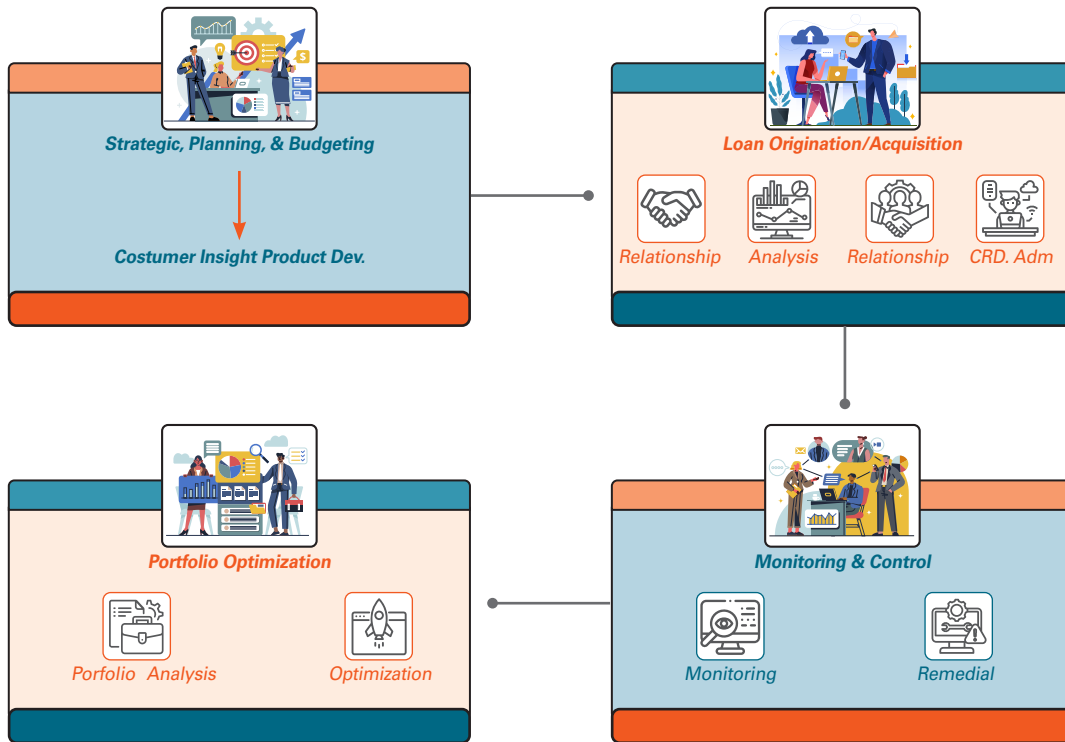 Strategic, Planning, & Budgeting
Costumer Insight Product Dev.
Loan Origination/Acquisition
Relationship
Analysis
Relationship
CRD. Adm
Portfolio Optimization
Porfolio Analysis
Optimization
Monitoring & Control
Monitoring
Remedial